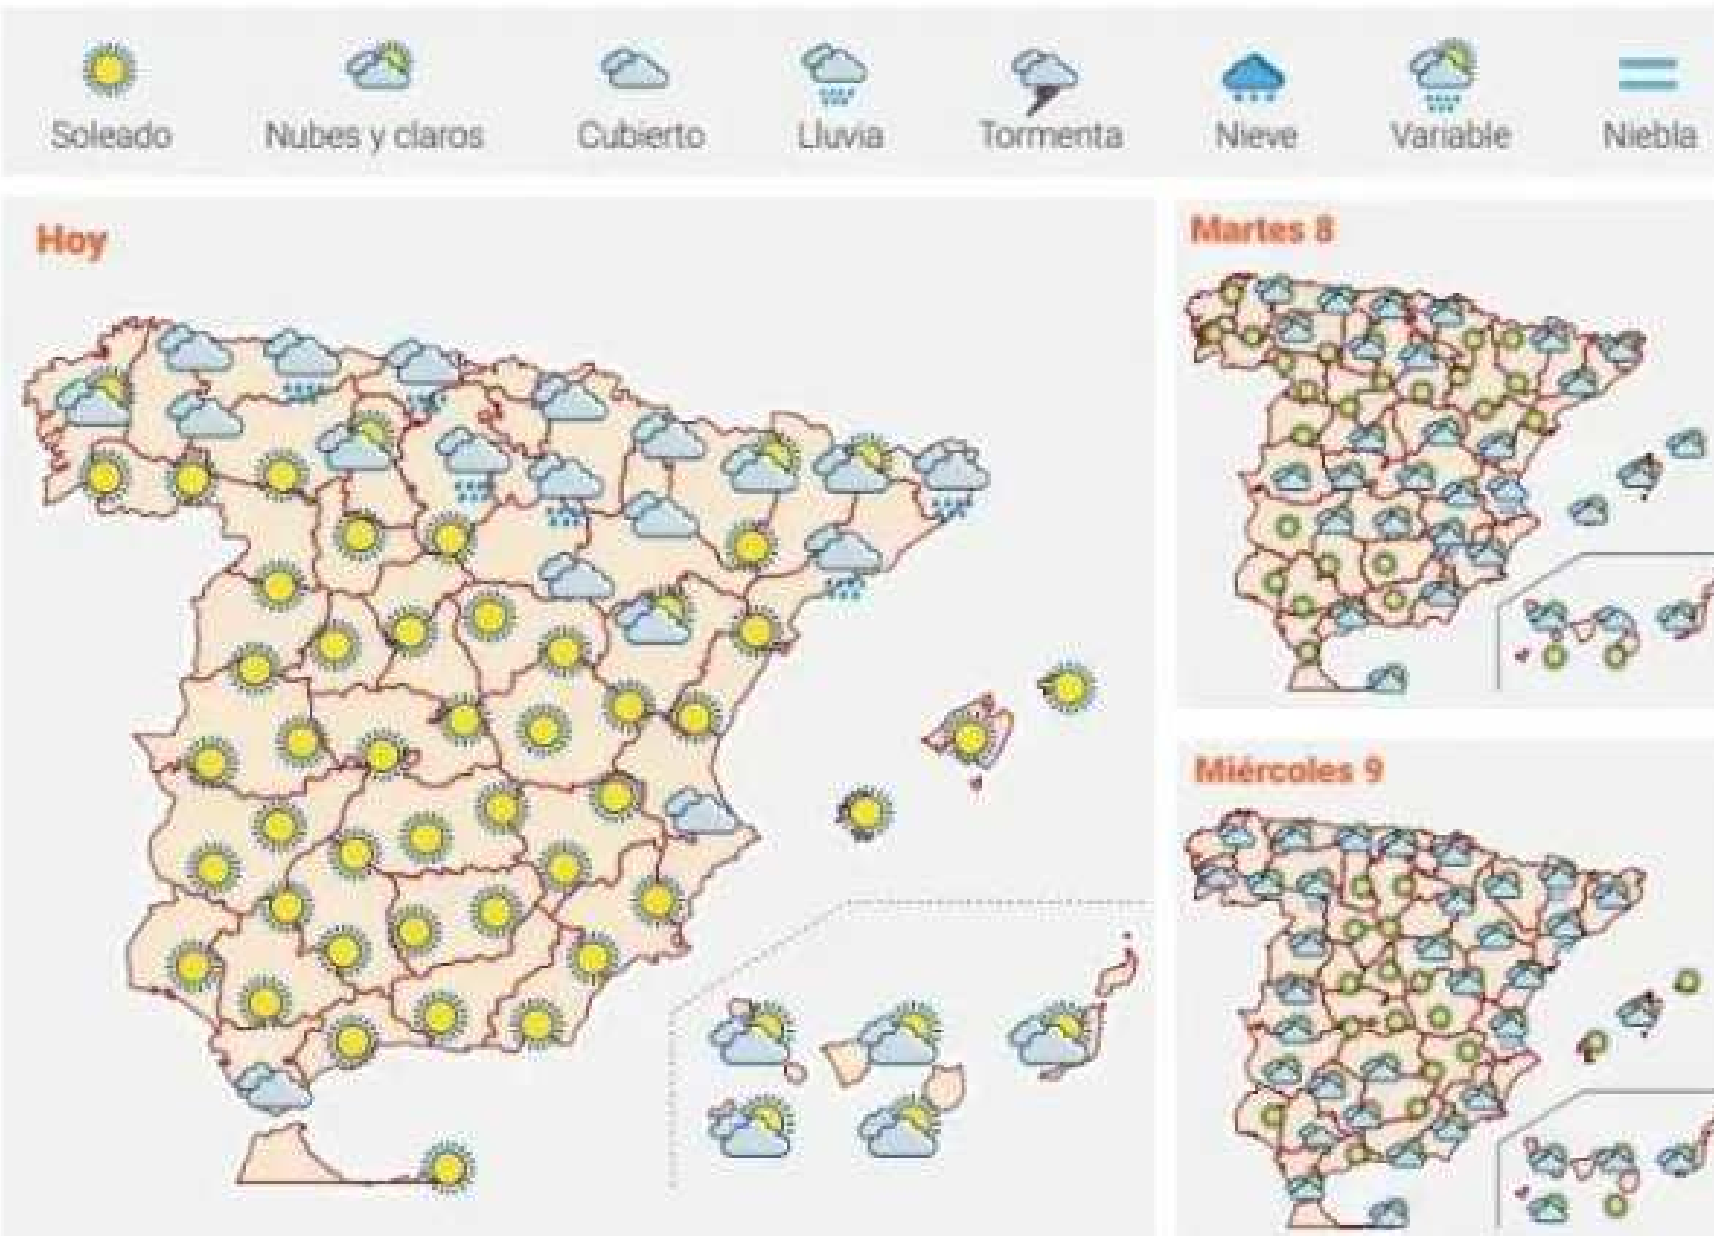 Soleado Nubes y claros Cubierto Lluvia Tormenta Nieve Variable Niebla
Hoy
Martes 8
Miércoles 9